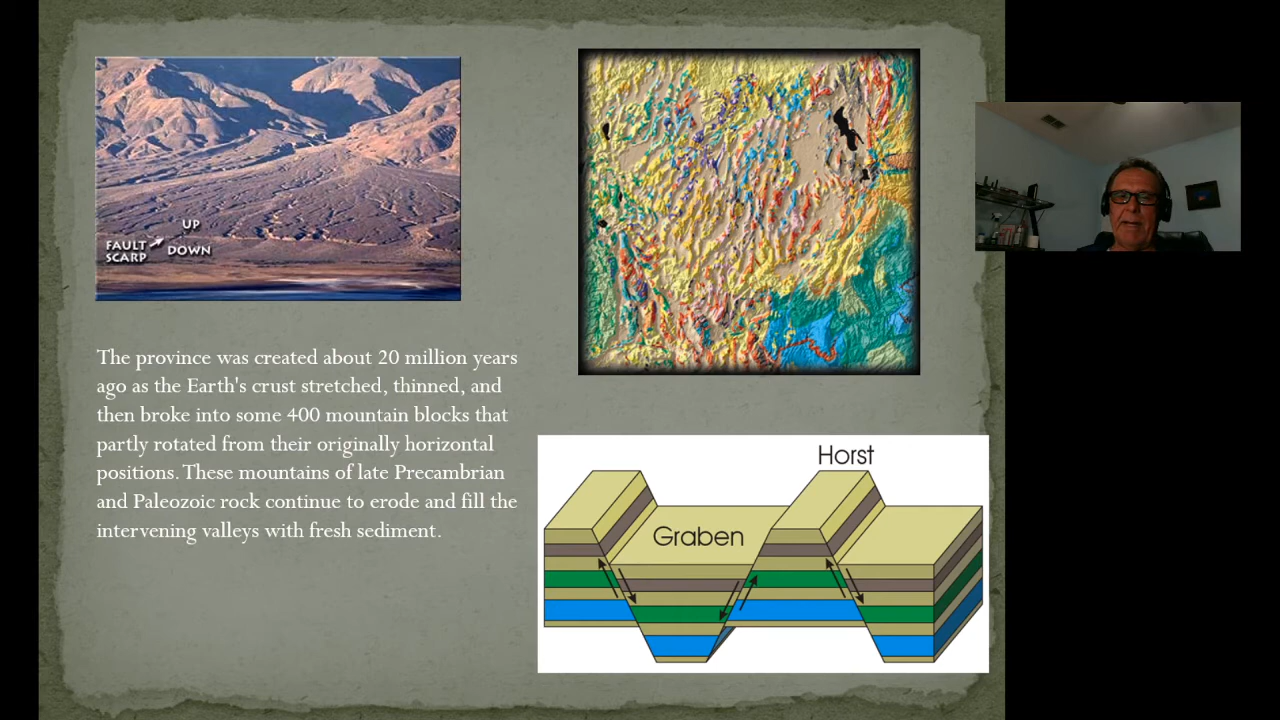 UP
FAULT
SCARP
DOWN
The province was created about 20 million years
ago as the Earth's crust stretched, thinned, and
then broke into some 400 mountain blocks that
partly rotated from their originally horizontal
positions. These mountains of late Precambrian
and Paleozoic rock continue to erode and fill the
intervening valleys with fresh sediment.
Horst
Graben